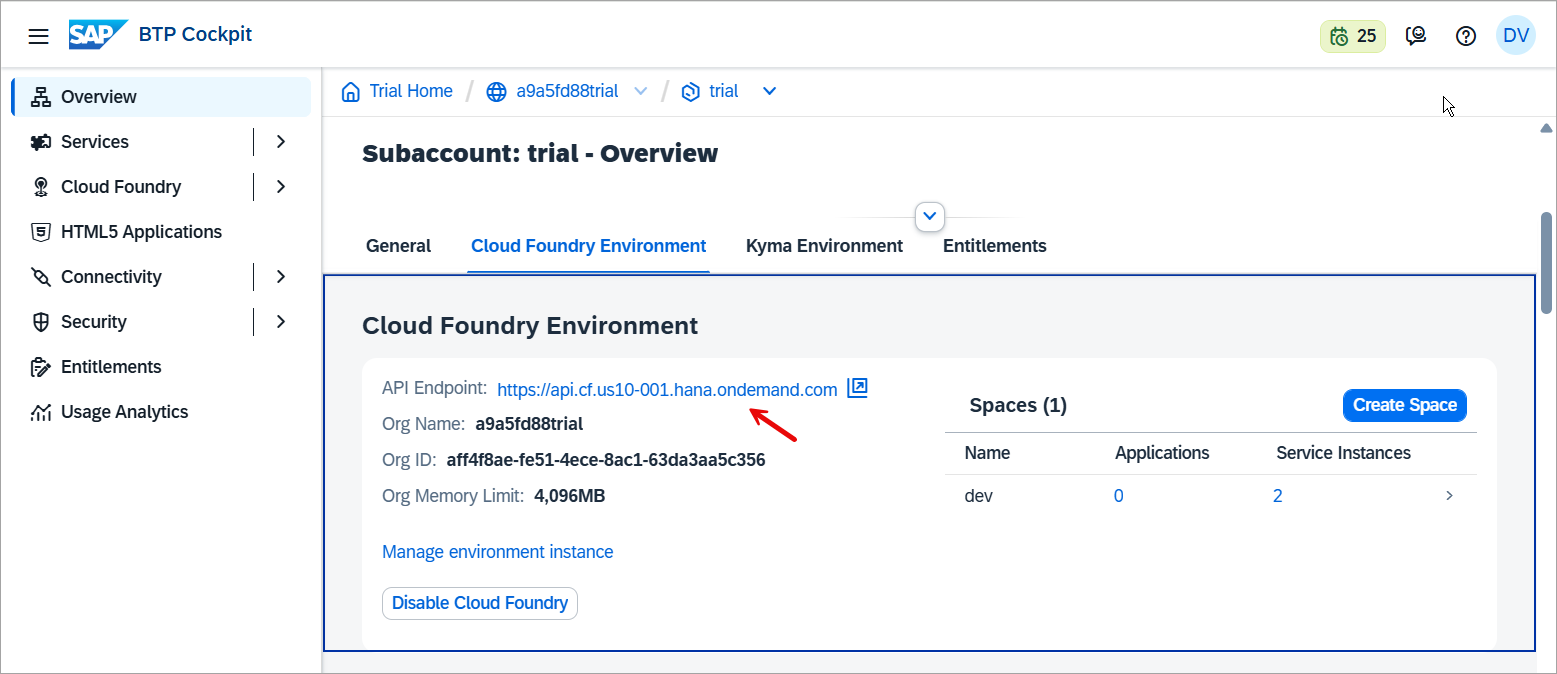 SAP BTP Cockpit
25
DV
Overview
Services
Cloud Foundry
HTML5 Applications
Connectivity
Security
Entitlements
Usage Analytics
Trial Home / a9a5fd88trial / trial
Subaccount: trial - Overview
General Cloud Foundry Environment Kyma Environment Entitlements
Cloud Foundry Environment
API Endpoint: https://api.cf.us10-001.hana.ondemand.com
Org Name: a9a5fd88trial
Org ID: aff4f8ae-fe51-4ece-8ac1-63da3aa5c356
Org Memory Limit: 4,096MB
Manage environment instance
Disable Cloud Foundry
Spaces (1)
Create Space
Name Applications Service Instances
dev 0 2